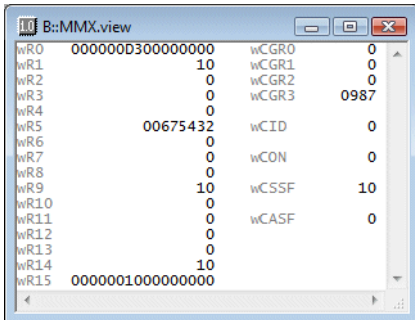 B::MMX.view
wR0 000000D300000000 wCGR0 0
wR1 10 wCGR1 0
wR2 0 wCGR2 0
wR3 0 wCGR3 0987
wR4 0
wR5 00675432 wCID 0
wR6 0
wR7 0 wCON 0
wR8 0
wR9 10 wCSSF 10
wR10 0
wR11 0 wCASF 0
wR12 0
wR13 0
wR14 10
wR15 0000001000000000